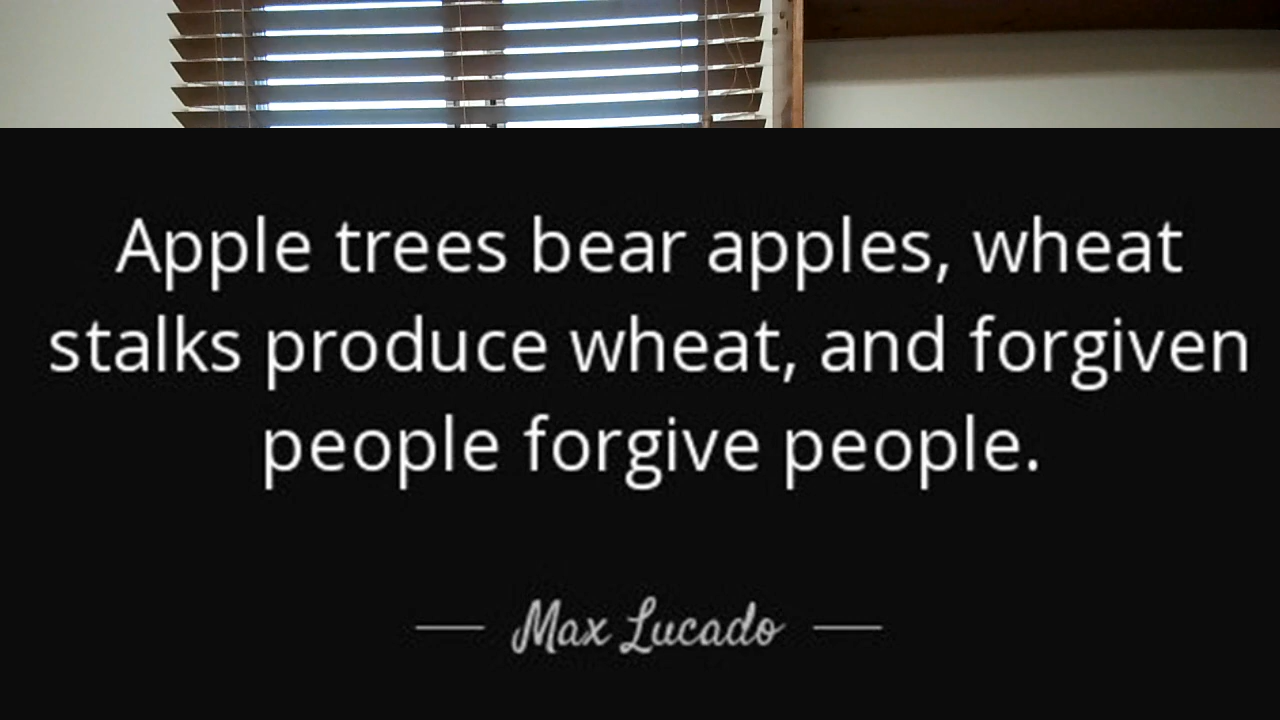 Apple trees bear apples, wheat
stalks produce wheat, and forgiven
people forgive people.
Max Lucado